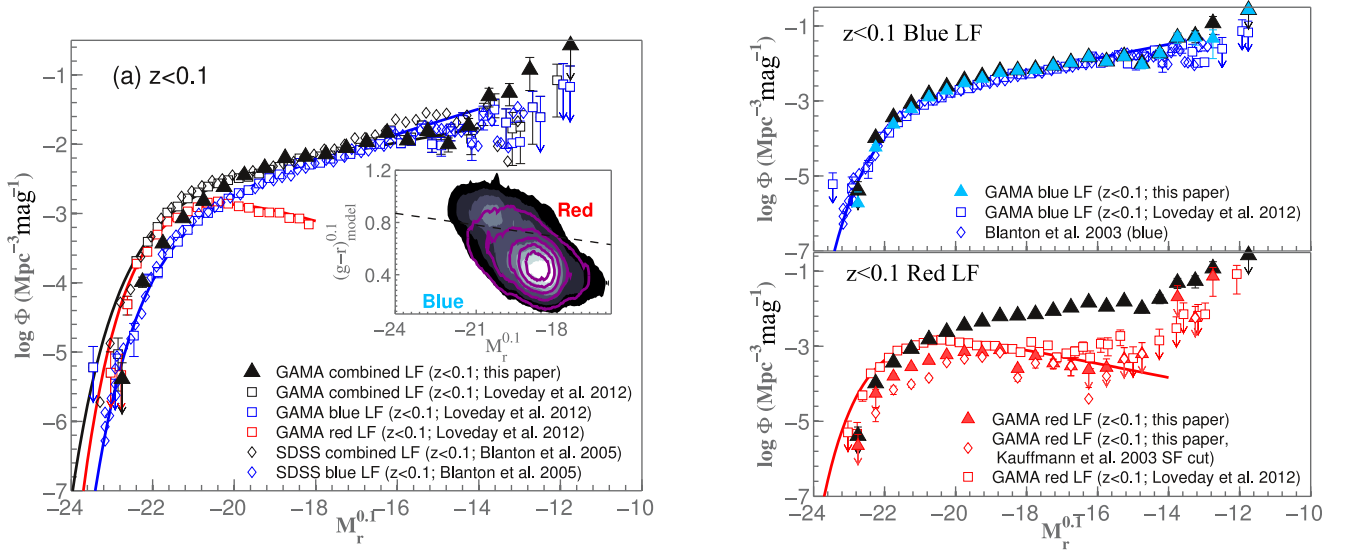 (a) z<0.1
log Φ (Mpc⁻³mag⁻¹)
−1
−2
−3
−4
−5
−6
−7
−24 −22 −20 −18 −16 −14 −12 −10
M_r^0.1
1.2
0.8
0.4
(g−r)^0.1_model
Red
Blue
−24 −21 −18
M_r^0.1
GAMA combined LF (z<0.1; this paper)
GAMA combined LF (z<0.1; Loveday et al. 2012)
GAMA blue LF (z<0.1; Loveday et al. 2012)
GAMA red LF (z<0.1; Loveday et al. 2012)
SDSS combined LF (z<0.1; Blanton et al. 2005)
SDSS blue LF (z<0.1; Blanton et al. 2005)
z<0.1 Blue LF
log Φ (Mpc⁻³mag⁻¹)
−1
−3
−5
−7
GAMA blue LF (z<0.1; this paper)
GAMA blue LF (z<0.1; Loveday et al. 2012)
Blanton et al. 2003 (blue)
z<0.1 Red LF
log Φ (Mpc⁻³mag⁻¹)
−1
−3
−5
−7
GAMA red LF (z<0.1; this paper)
GAMA red LF (z<0.1; this paper,
Kauffmann et al. 2003 SF cut)
GAMA red LF (z<0.1; Loveday et al. 2012)
−24 −22 −20 −18 −16 −14 −12 −10
M_r^0.1